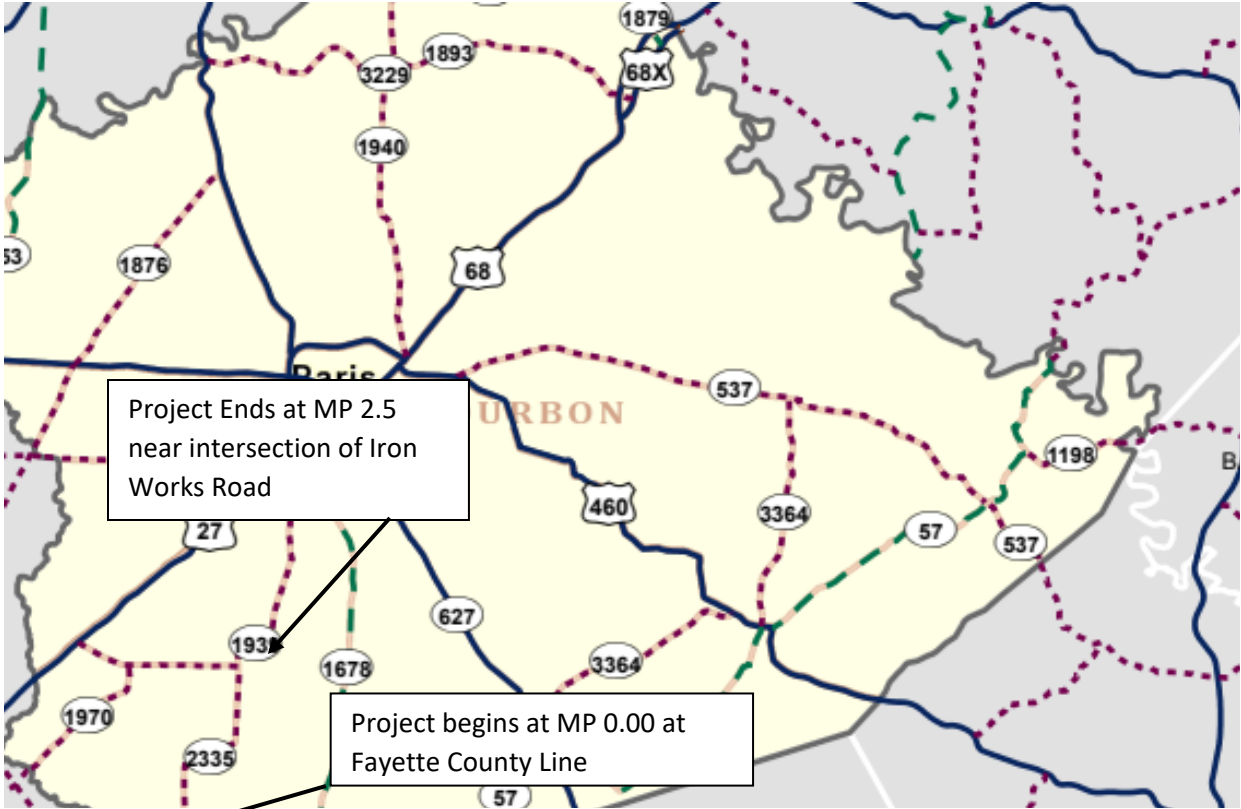 1879
1893
68X
3229
1940
53
1876
68
Paris
537
URBON
Project Ends at MP 2.5
near intersection of Iron
Works Road
1198
B
460
3364
27
57
537
627
193
3364
1678
1970
Project begins at MP 0.00 at
Fayette County Line
2335
57